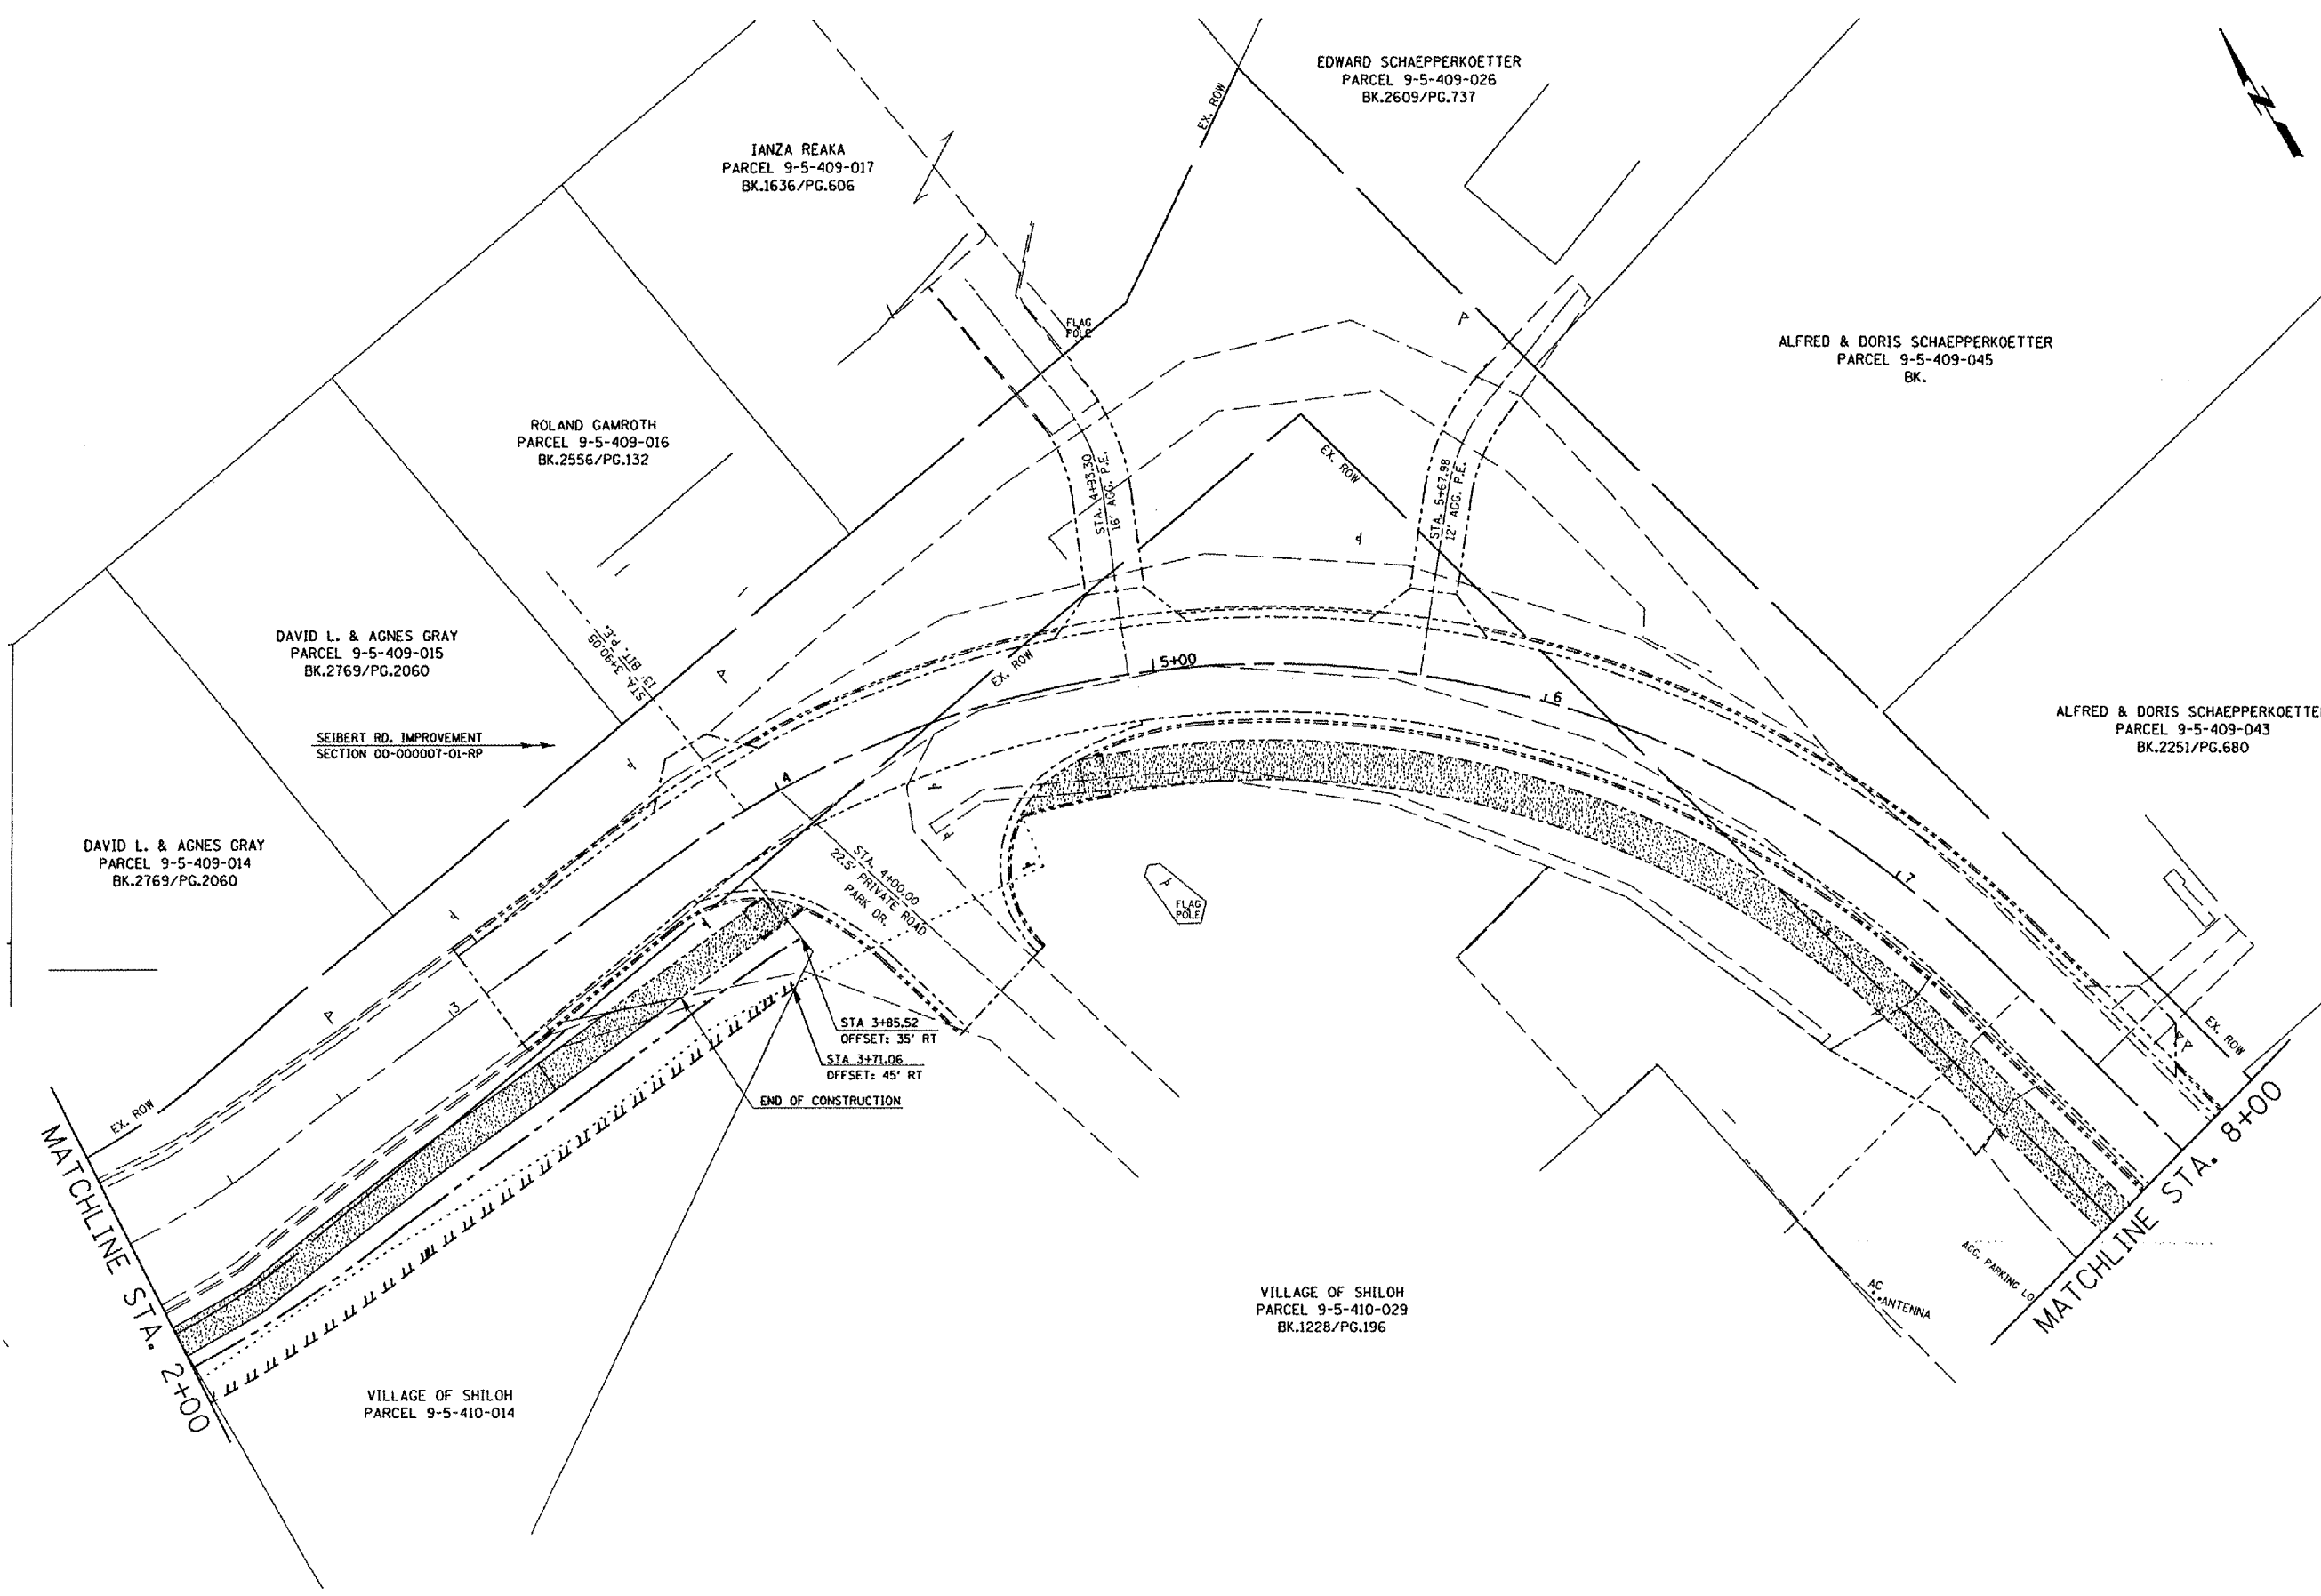 EDWARD SCHAEPPERKOETTER
PARCEL 9-5-409-026
BK.2609/PG.737
N
EX. ROW
IANZA REAKA
PARCEL 9-5-409-017
BK.1636/PG.606
FLAG
POLE
ALFRED & DORIS SCHAEPPERKOETTER
PARCEL 9-5-409-045
BK.
ROLAND GAMROTH
PARCEL 9-5-409-016
BK.2556/PG.132
EX. ROW
STA. 4+93.30
16' AGG. P.E.
STA. 5+67.98
12' AGG. P.E.
DAVID L. & AGNES GRAY
PARCEL 9-5-409-015
BK.2769/PG.2060
STA. 3+90.05
13' BIT. P.E.
EX. ROW
5+00
6
ALFRED & DORIS SCHAEPPERKOETTE
PARCEL 9-5-409-043
BK.2251/PG.680
SEIBERT RD. IMPROVEMENT
SECTION 00-000007-01-RP
4
DAVID L. & AGNES GRAY
PARCEL 9-5-409-014
BK.2769/PG.2060
STA. 4+00.00
22.5' PRIVATE ROAD
PARK DR.
7
FLAG
POLE
3
STA 3+85.52
OFFSET: 35' RT
STA 3+71.06
OFFSET: 45' RT
END OF CONSTRUCTION
EX. ROW
EX. ROW
MATCHLINE STA. 2+00
MATCHLINE STA. 8+00
AGG. PARKING LO
AC
ANTENNA
VILLAGE OF SHILOH
PARCEL 9-5-410-029
BK.1228/PG.196
VILLAGE OF SHILOH
PARCEL 9-5-410-014